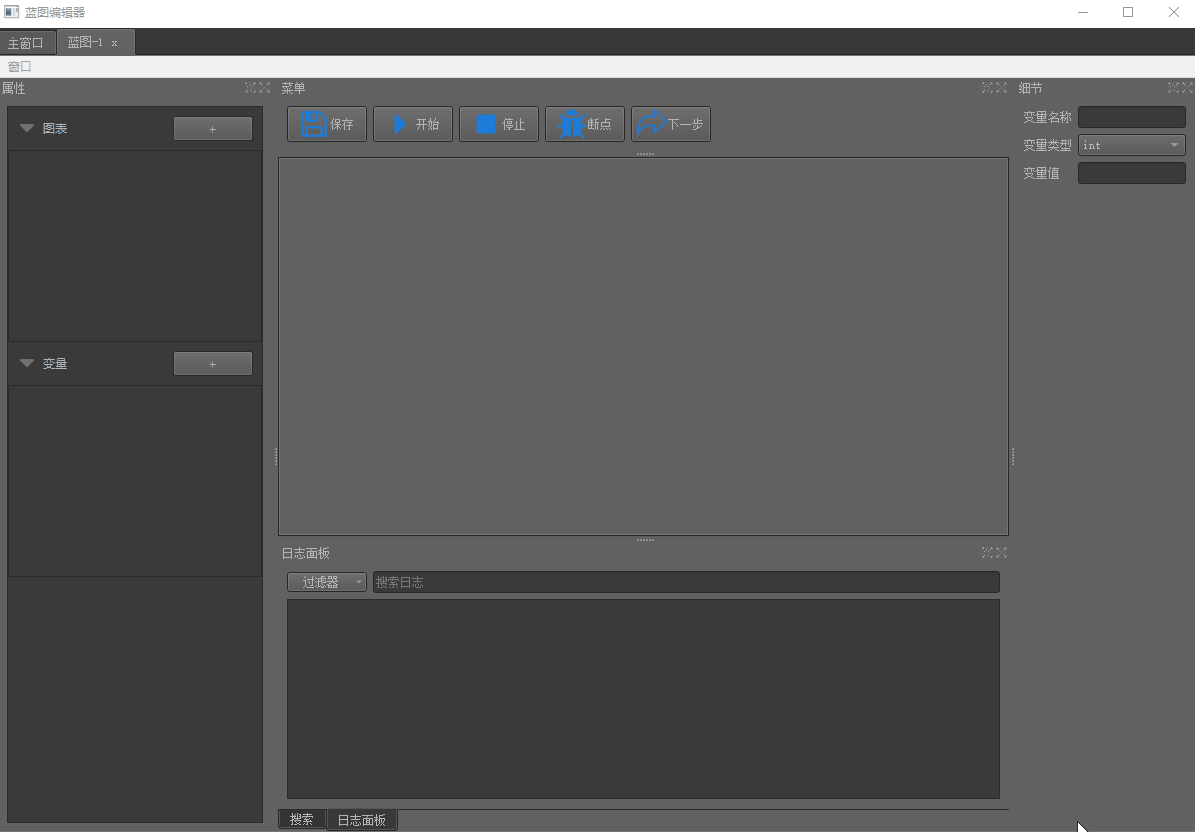 蓝图编辑器
主窗口 蓝图-1 x
窗口
属性
图表 +
变量 +
菜单
保存 开始 停止 断点 下一步
日志面板
过滤器 搜索日志
搜索 日志面板
细节
变量名称
变量类型 int
变量值